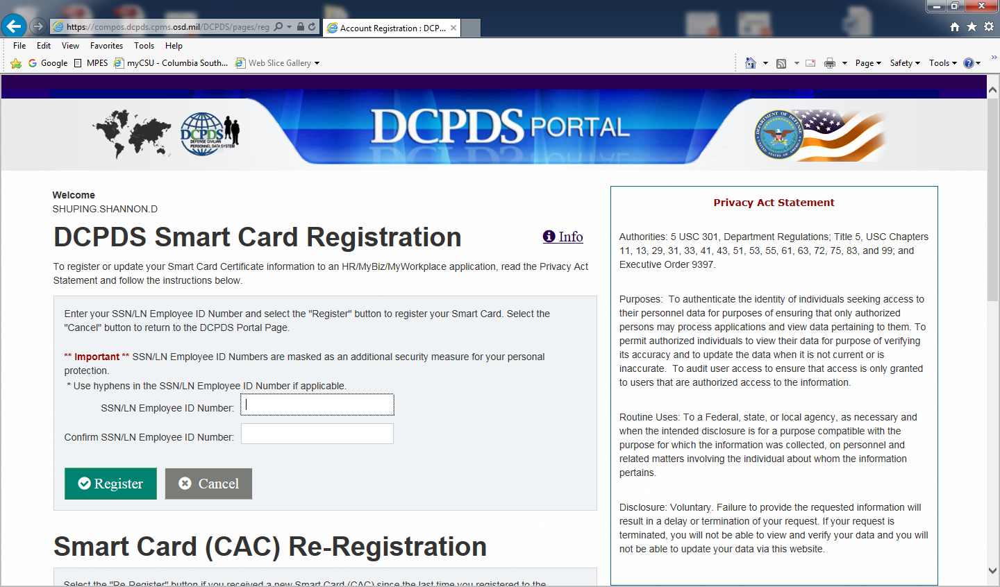 https://compos.dcpds.cpms.osd.mil/DCPDS/pages/reg
Account Registration : DCP...
File Edit View Favorites Tools Help
Google MPES myCSU - Columbia South... Web Slice Gallery
Page Safety Tools
DCPDS
DEFENSE CIVILIAN
PERSONNEL DATA SYSTEM
DCPDS PORTAL
DEPARTMENT OF DEFENSE
UNITED STATES OF AMERICA
Welcome
SHUPING.SHANNON.D
DCPDS Smart Card Registration
Info
To register or update your Smart Card Certificate information to an HR/MyBiz/MyWorkplace application, read the Privacy Act
Statement and follow the instructions below.
Enter your SSN/LN Employee ID Number and select the "Register" button to register your Smart Card. Select the
"Cancel" button to return to the DCPDS Portal Page.
** Important ** SSN/LN Employee ID Numbers are masked as an additional security measure for your personal
protection.
* Use hyphens in the SSN/LN Employee ID Number if applicable.
SSN/LN Employee ID Number:
Confirm SSN/LN Employee ID Number:
Register Cancel
Smart Card (CAC) Re-Registration
Select the "Re-Register" button if you received a new Smart Card (CAC) since the last time you registered to the
Privacy Act Statement
Authorities: 5 USC 301, Department Regulations; Title 5, USC Chapters
11, 13, 29, 31, 33, 41, 43, 51, 53, 55, 61, 63, 72, 75, 83, and 99; and
Executive Order 9397.
Purposes: To authenticate the identity of individuals seeking access to
their personnel data for purposes of ensuring that only authorized
persons may process applications and view data pertaining to them. To
permit authorized individuals to view their data for purpose of verifying
its accuracy and to update the data when it is not current or is
inaccurate. To audit user access to ensure that access is only granted
to users that are authorized access to the information.
Routine Uses: To a Federal, state, or local agency, as necessary and
when the intended disclosure is for a purpose compatible with the
purpose for which the information was collected, on personnel and
related matters involving the individual about whom the information
pertains.
Disclosure: Voluntary. Failure to provide the requested information will
result in a delay or termination of your request. If your request is
terminated, you will not be able to view and verify your data and you will
not be able to update your data via this website.